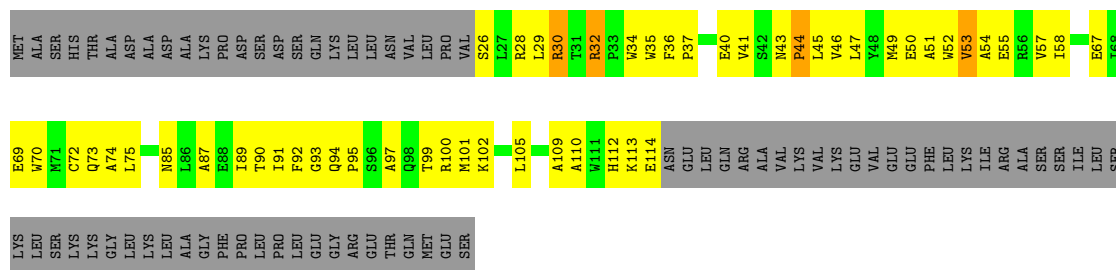 MET ALA SER HIS THR ALA ASP ALA ASP ALA LYS PRO ASP SER ASP SER GLN LYS LEU LEU ASN VAL LEU PRO VAL S26 L27 R28 L29 R30 T31 R32 P33 W34 W35 F36 P37 E40 V41 S42 N43 P44 L45 V46 L47 Y48 M49 E50 A51 W52 V53 A54 E55 R56 V57 I58 E67 I68
E69 W70 M71 C72 Q73 A74 L75 N85 L86 A87 E88 I89 T90 I91 F92 G93 Q94 P95 S96 A97 Q98 T99 R100 M101 K102 L105 A109 A110 W111 H112 K113 E114 ASN GLU LEU GLN ARG ALA VAL LYS VAL LYS GLU VAL GLU GLU PHE LEU LYS ILE ARG ALA SER SER ILE LEU SER
LYS LEU SER LYS LYS GLY LEU LYS LEU ALA GLY PHE PRO LEU PRO LEU GLU GLY ARG GLU THR GLN MET GLU SER